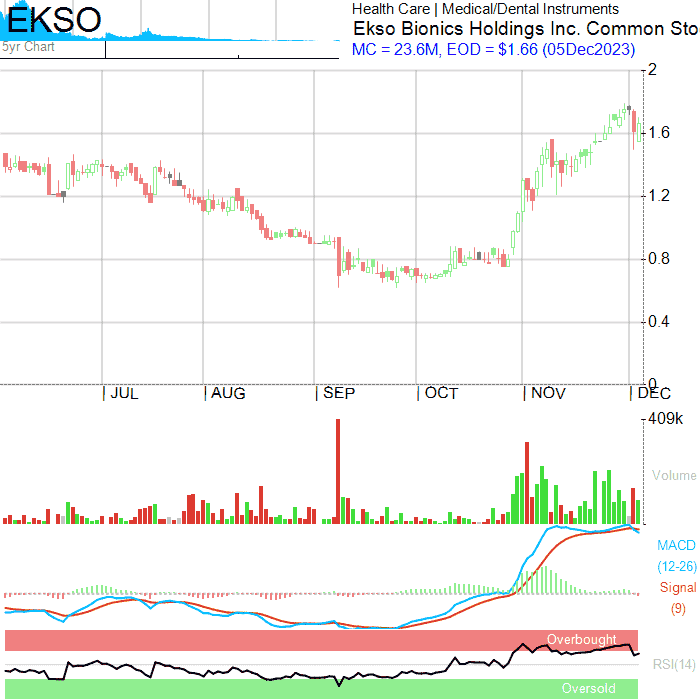 EKSO
Health Care | Medical/Dental Instruments
Ekso Bionics Holdings Inc. Common Sto
5yr Chart
MC = 23.6M, EOD = $1.66 (05Dec2023)
2
1.6
1.2
0.8
0.4
0
| JUL | AUG | SEP | OCT | NOV | DEC
409k
Volume
MACD
(12-26)
Signal
(9)
Overbought
RSI(14)
Oversold